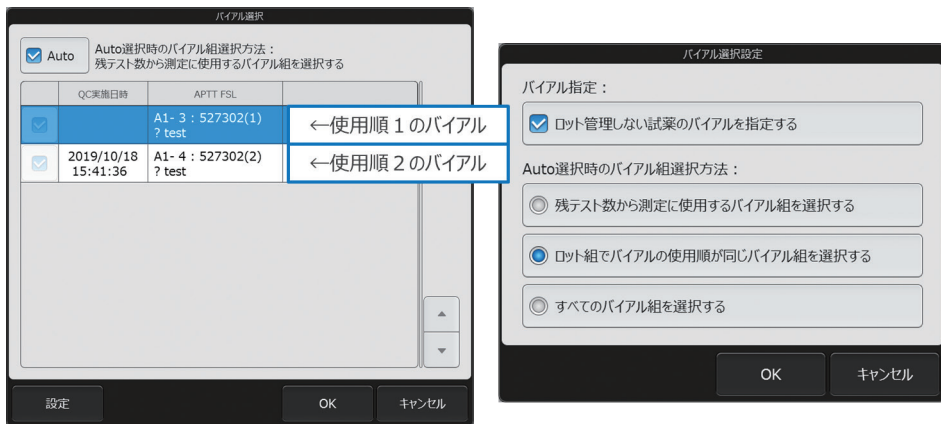 バイアル選択
Auto
Auto選択時のバイアル組選択方法：
残テスト数から測定に使用するバイアル組を選択する
QC実施日時
APTT FSL
A1- 3 : 527302(1)
? test
←使用順１のバイアル
2019/10/18
15:41:36
A1- 4 : 527302(2)
? test
←使用順２のバイアル
設定
OK
キャンセル
バイアル選択設定
バイアル指定：
ロット管理しない試薬のバイアルを指定する
Auto選択時のバイアル組選択方法：
残テスト数から測定に使用するバイアル組を選択する
ロット組でバイアルの使用順が同じバイアル組を選択する
すべてのバイアル組を選択する
OK
キャンセル